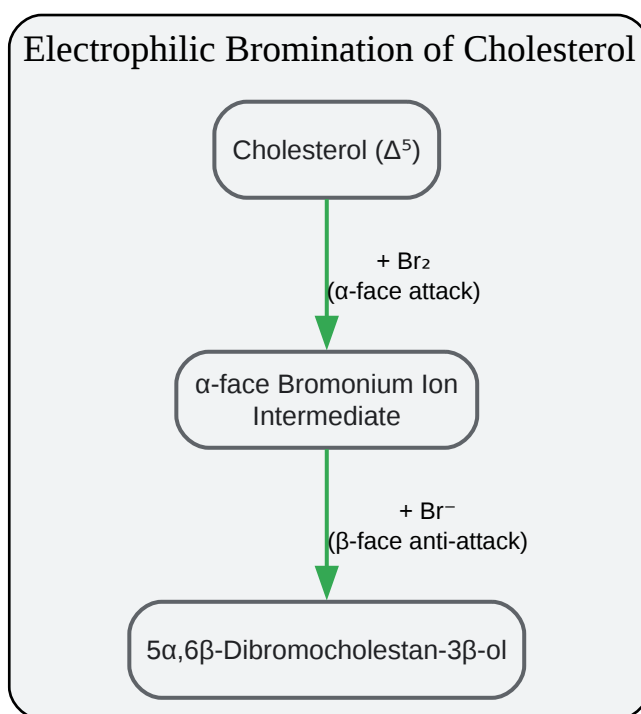 Electrophilic Bromination of Cholesterol
Cholesterol (Δ⁵)
+ Br₂
(α-face attack)
α-face Bromonium Ion
Intermediate
+ Br⁻
(β-face anti-attack)
5α,6β-Dibromocholestan-3β-ol